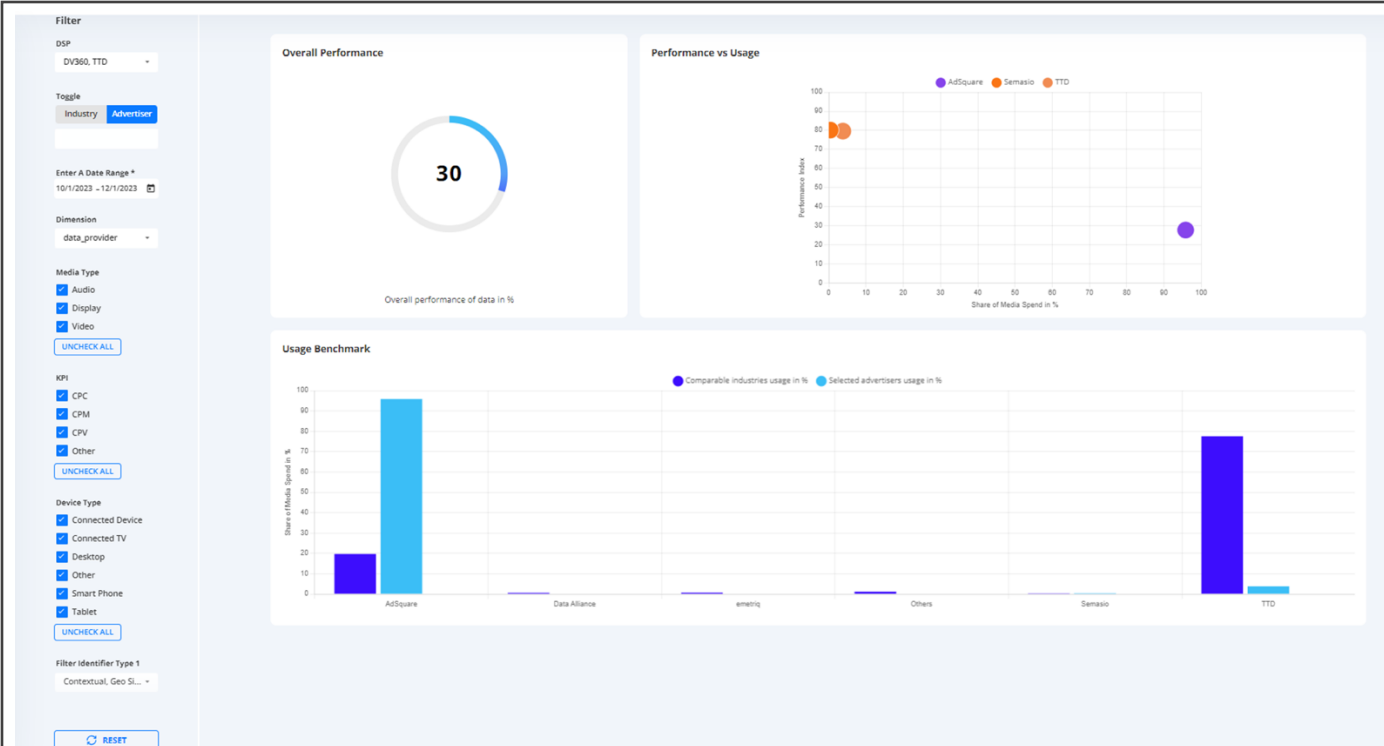 Filter
DSP
DV360, TTD
Toggle
Industry Advertiser
Enter A Date Range *
10/1/2023 - 12/1/2023
Dimension
data_provider
Media Type
Audio
Display
Video
UNCHECK ALL
KPI
CPC
CPM
CPV
Other
UNCHECK ALL
Device Type
Connected Device
Connected TV
Desktop
Other
Smart Phone
Tablet
UNCHECK ALL
Filter Identifier Type 1
Contextual, Geo Si...
RESET
Overall Performance
30
Overall performance of data in %
Performance vs Usage
AdSquare Semasio TTD
Performance Index
100
90
80
70
60
50
40
30
20
10
0
0 10 20 30 40 50 60 70 80 90 100
Share of Media Spend in %
Usage Benchmark
Comparable industries usage in % Selected advertisers usage in %
Share of Media Spend in %
100
90
80
70
60
50
40
30
20
10
0
AdSquare Data Alliance emetriq Others Semasio TTD